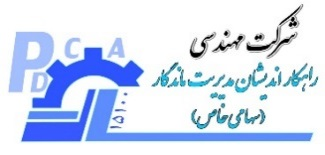 شرکت مهندسی
راهکار اندیشان مدیریت ماندگار
(سهامی خاص)
PDCA
۱۵۱۰۰